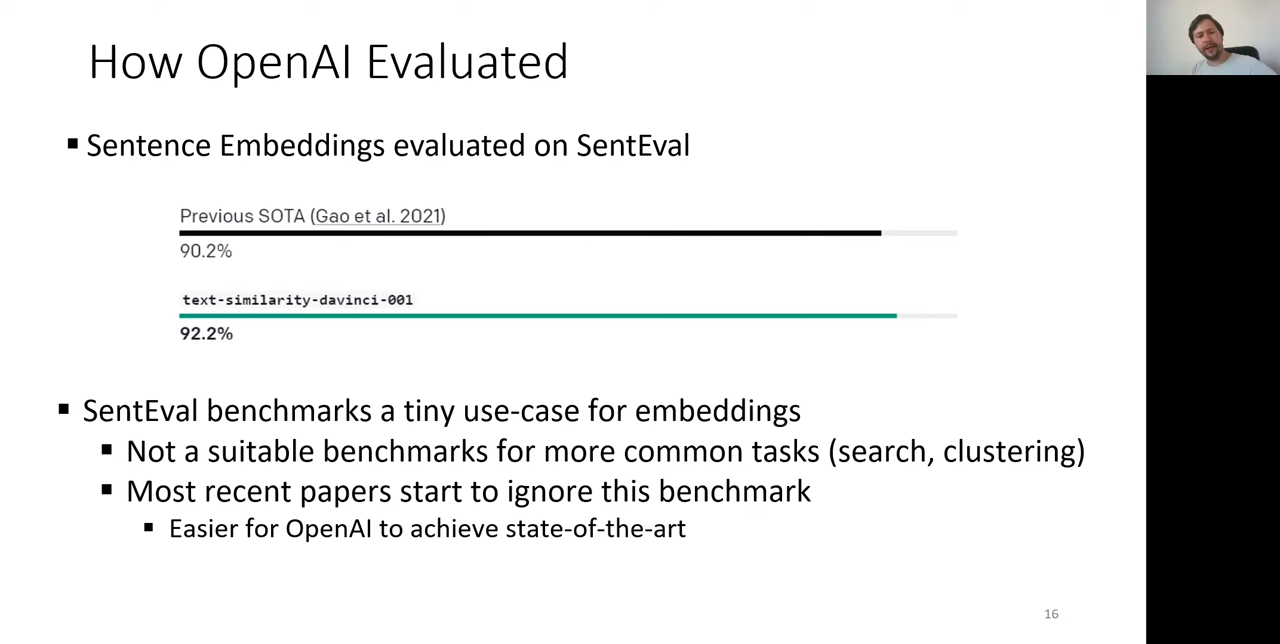 How OpenAI Evaluated
▪ Sentence Embeddings evaluated on SentEval
Previous SOTA (Gao et al. 2021)
90.2%
text-similarity-davinci-001
92.2%
▪ SentEval benchmarks a tiny use-case for embeddings
▪ Not a suitable benchmarks for more common tasks (search, clustering)
▪ Most recent papers start to ignore this benchmark
▪ Easier for OpenAI to achieve state-of-the-art
16